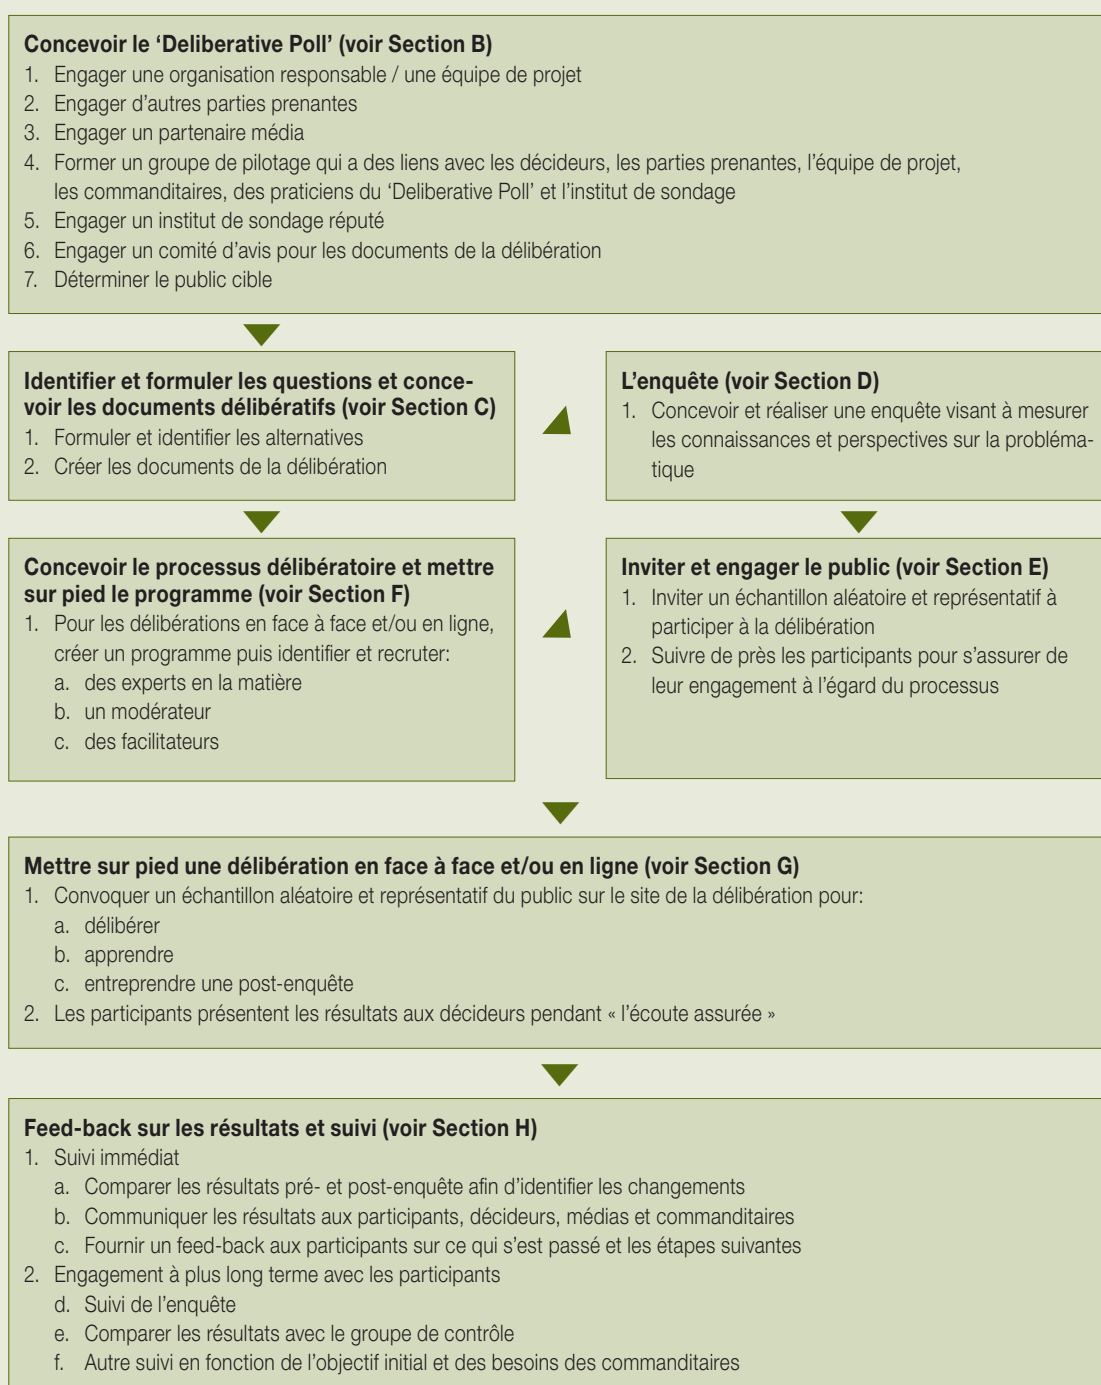 Concevoir le ‘Deliberative Poll’ (voir Section B)
1. Engager une organisation responsable / une équipe de projet
2. Engager d’autres parties prenantes
3. Engager un partenaire média
4. Former un groupe de pilotage qui a des liens avec les décideurs, les parties prenantes, l’équipe de projet,
les commanditaires, des praticiens du ‘Deliberative Poll’ et l’institut de sondage
5. Engager un institut de sondage réputé
6. Engager un comité d’avis pour les documents de la délibération
7. Déterminer le public cible
Identifier et formuler les questions et conce-
voir les documents délibératifs (voir Section C)
1. Formuler et identifier les alternatives
2. Créer les documents de la délibération
L’enquête (voir Section D)
1. Concevoir et réaliser une enquête visant à mesurer
les connaissances et perspectives sur la probléma-
tique
Concevoir le processus délibératoire et mettre
sur pied le programme (voir Section F)
1. Pour les délibérations en face à face et/ou en ligne,
créer un programme puis identifier et recruter:
a. des experts en la matière
b. un modérateur
c. des facilitateurs
Inviter et engager le public (voir Section E)
1. Inviter un échantillon aléatoire et représentatif à
participer à la délibération
2. Suivre de près les participants pour s’assurer de
leur engagement à l’égard du processus
Mettre sur pied une délibération en face à face et/ou en ligne (voir Section G)
1. Convoquer un échantillon aléatoire et représentatif du public sur le site de la délibération pour:
a. délibérer
b. apprendre
c. entreprendre une post-enquête
2. Les participants présentent les résultats aux décideurs pendant « l’écoute assurée »
Feed-back sur les résultats et suivi (voir Section H)
1. Suivi immédiat
a. Comparer les résultats pré- et post-enquête afin d’identifier les changements
b. Communiquer les résultats aux participants, décideurs, médias et commanditaires
c. Fournir un feed-back aux participants sur ce qui s’est passé et les étapes suivantes
2. Engagement à plus long terme avec les participants
d. Suivi de l’enquête
e. Comparer les résultats avec le groupe de contrôle
f. Autre suivi en fonction de l’objectif initial et des besoins des commanditaires